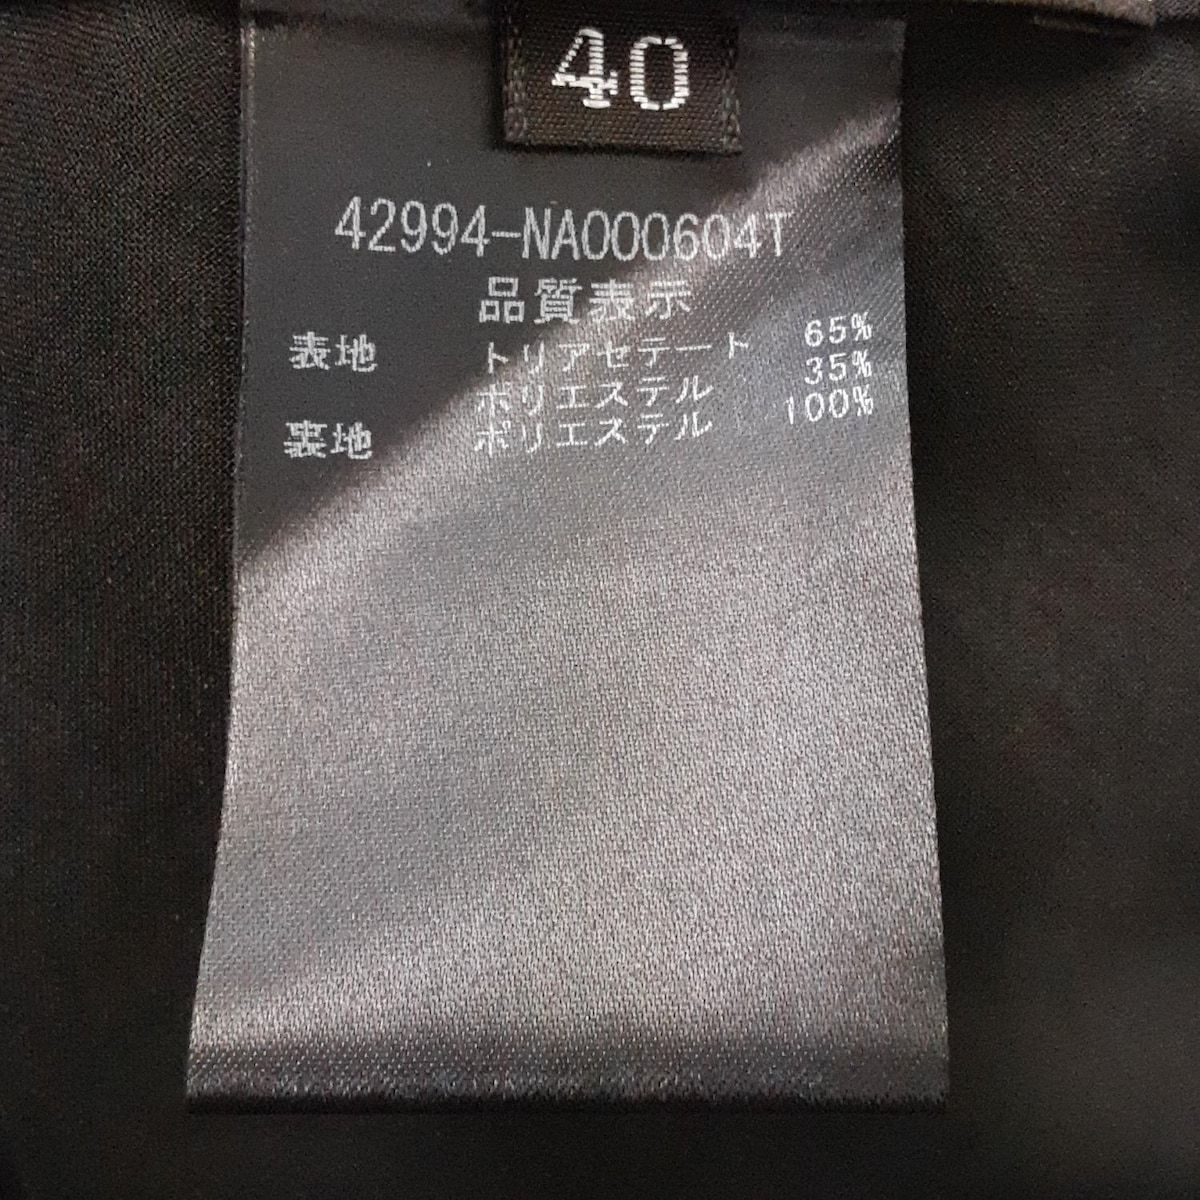 40
42994-NA000604T
品質表示
表地 トリアセテート 65%
ポリエステル 35%
裏地 ポリエステル 100%